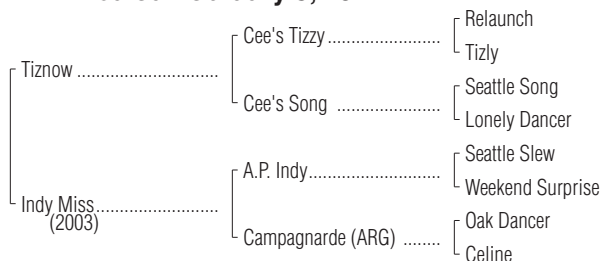 Relaunch
Cee's Tizzy ........................
Tizly
Tiznow ..............................
Seattle Song
Cee's Song ......................
Lonely Dancer
Seattle Slew
A.P. Indy............................
Weekend Surprise
Indy Miss..........................
(2003)
Oak Dancer
Campagnarde (ARG) ........
Celine